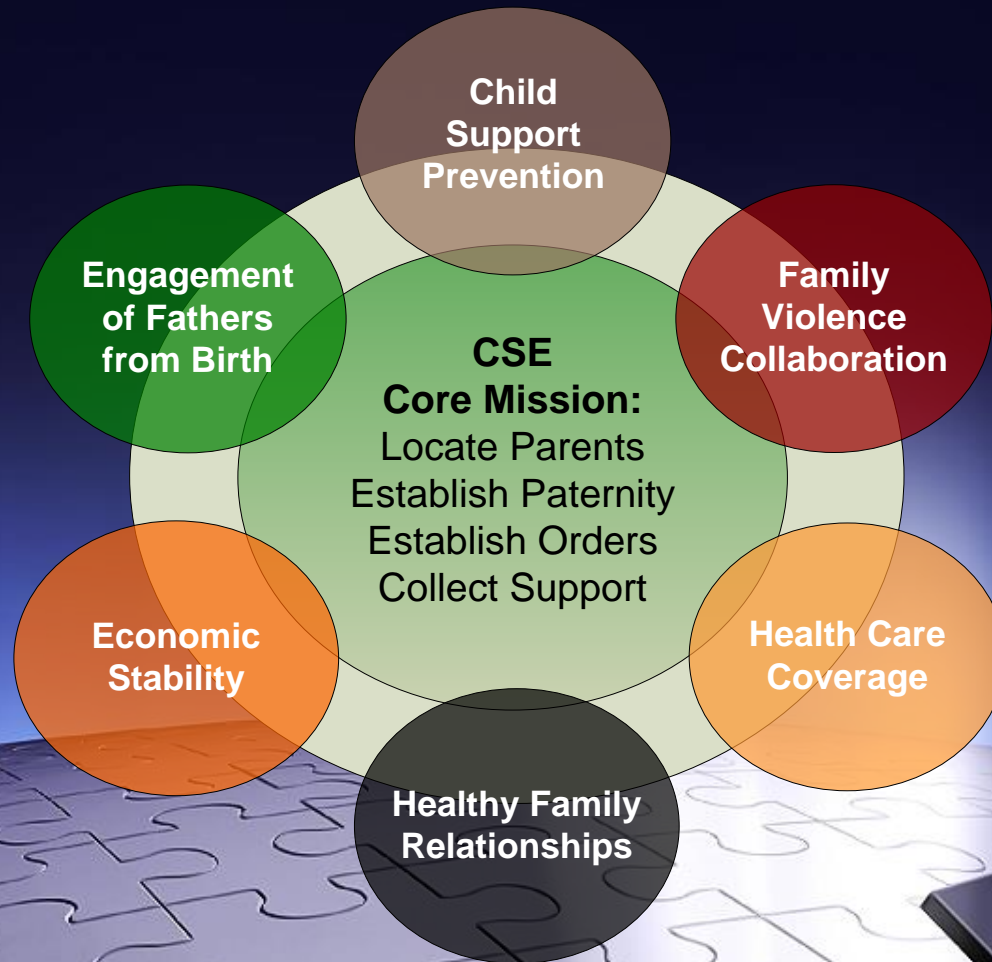 Child
Support
Prevention
Engagement
of Fathers
from Birth
Family
Violence
Collaboration
CSE
Core Mission:
Locate Parents
Establish Paternity
Establish Orders
Collect Support
Economic
Stability
Health Care
Coverage
Healthy Family
Relationships